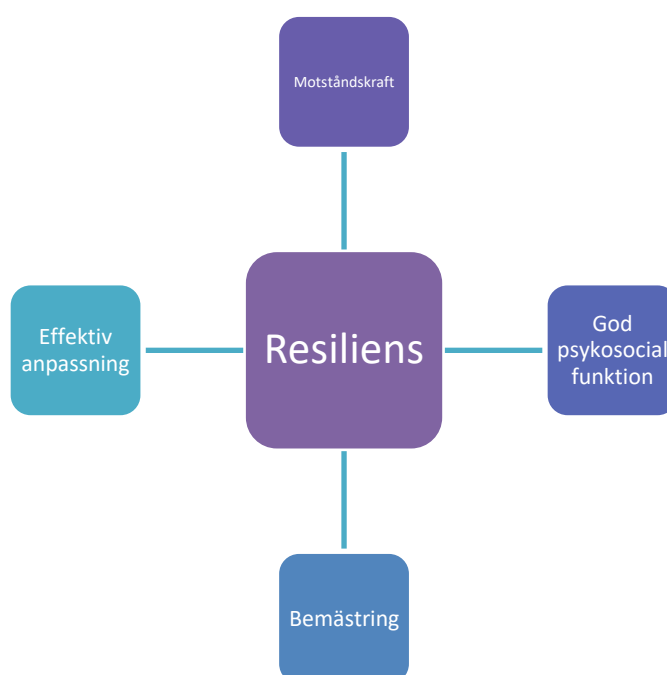 Motståndskraft
Effektiv
anpassning
Resiliens
God
psykosocial
funktion
Bemästring